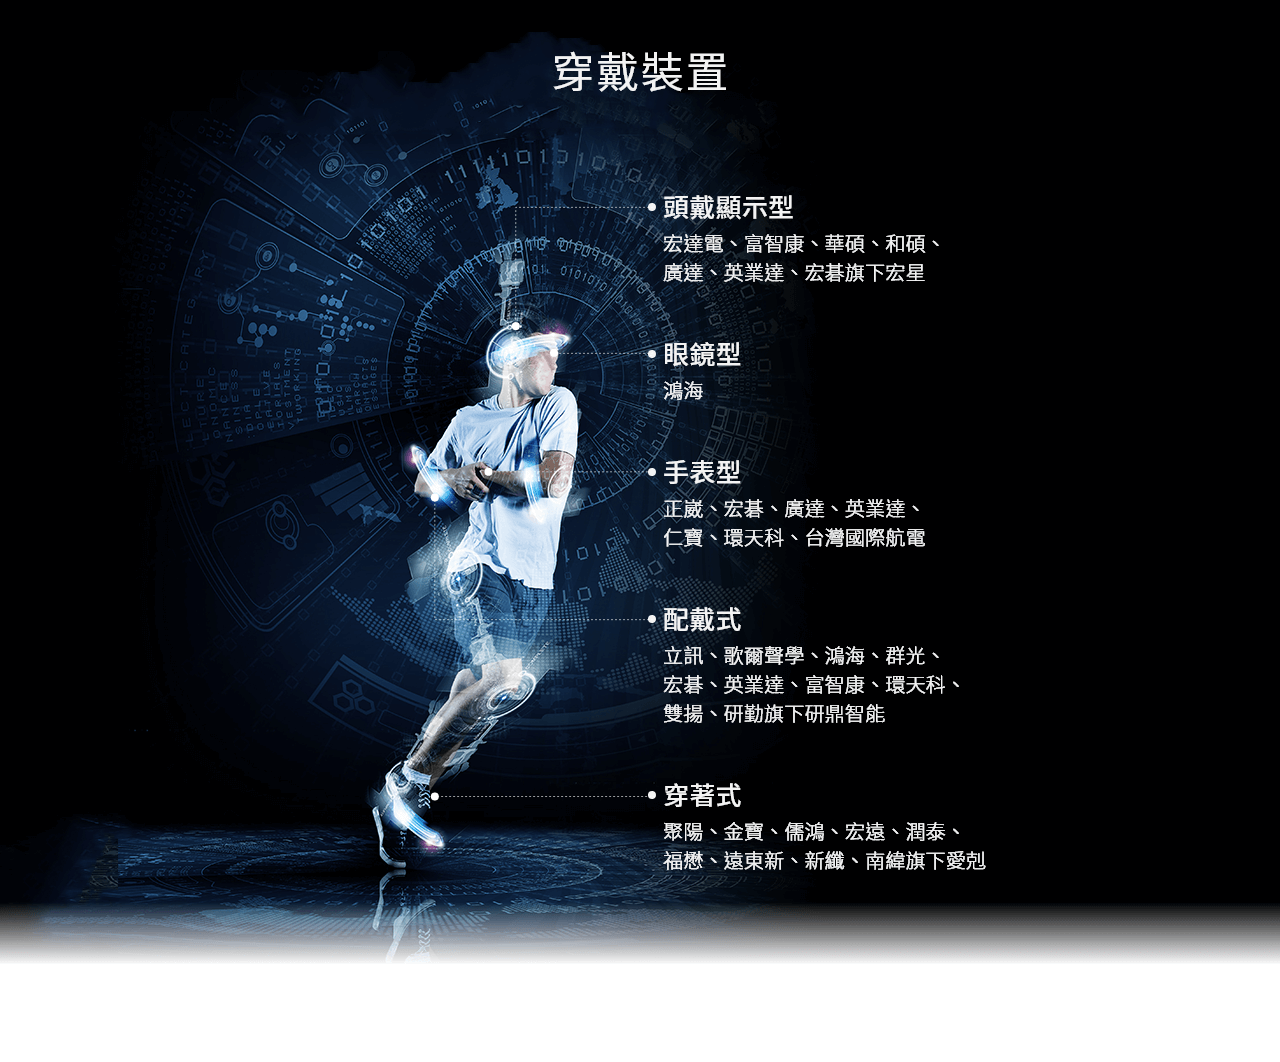 穿戴裝置
頭戴顯示型
宏達電、富智康、華碩、和碩、
廣達、英業達、宏碁旗下宏星
眼鏡型
鴻海
手表型
正崴、宏碁、廣達、英業達、
仁寶、環天科、台灣國際航電
配戴式
立訊、歌爾聲學、鴻海、群光、
宏碁、英業達、富智康、環天科、
雙揚、研勤旗下研鼎智能
穿著式
聚陽、金寶、儒鴻、宏遠、潤泰、
福懋、遠東新、新纖、南緯旗下愛剋